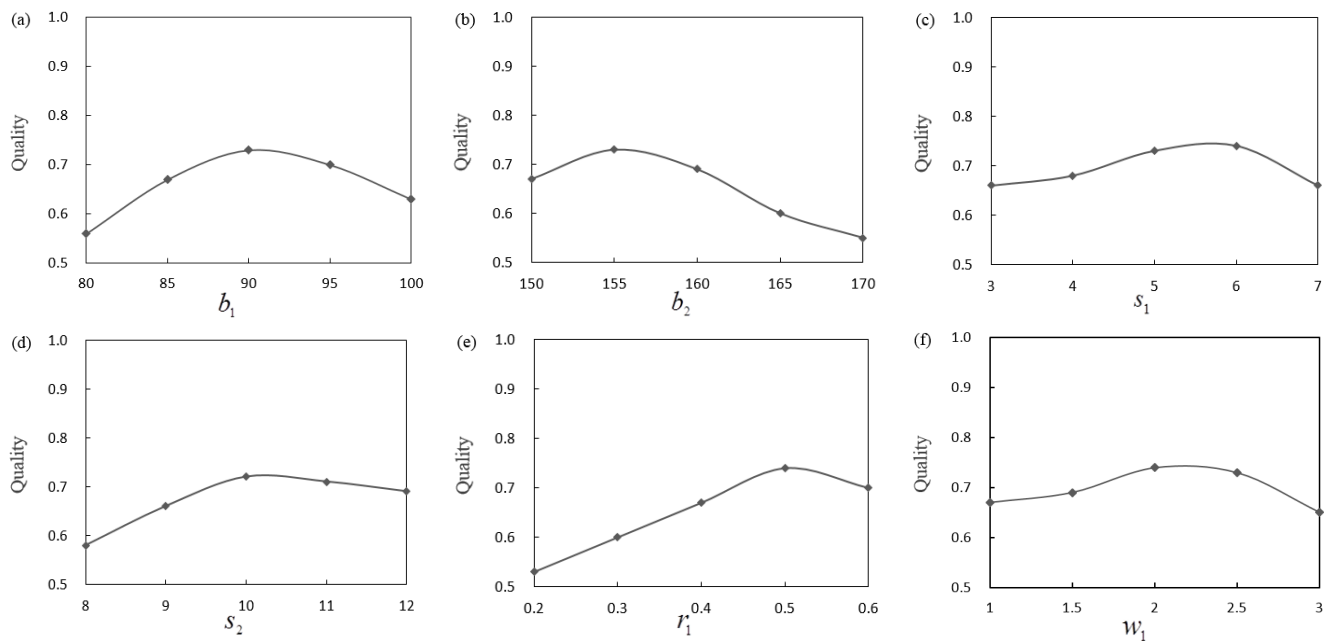 (a)
1.0
0.9
0.8
0.7
0.6
0.5
Quality
80 85 90 95 100
b1
(b)
1.0
0.9
0.8
0.7
0.6
0.5
Quality
150 155 160 165 170
b2
(c)
1.0
0.9
0.8
0.7
0.6
0.5
Quality
3 4 5 6 7
s1
(d)
1.0
0.9
0.8
0.7
0.6
0.5
Quality
8 9 10 11 12
s2
(e)
1.0
0.9
0.8
0.7
0.6
0.5
Quality
0.2 0.3 0.4 0.5 0.6
r1
(f)
1.0
0.9
0.8
0.7
0.6
0.5
Quality
1 1.5 2 2.5 3
w1